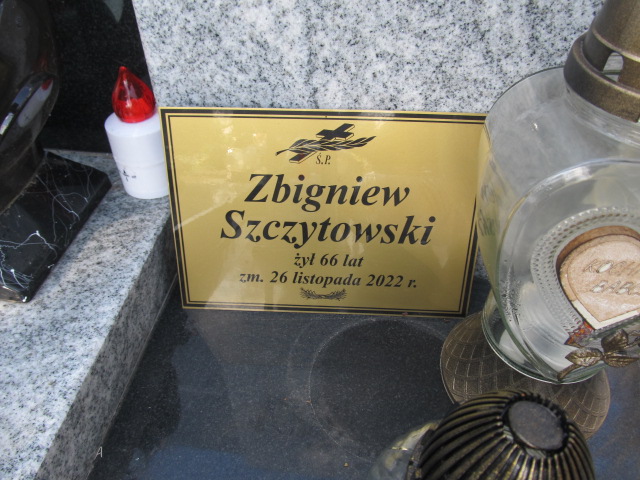 Ś.P.
Zbigniew
Szczytowski
żył 66 lat
zm. 26 listopada 2022 r.